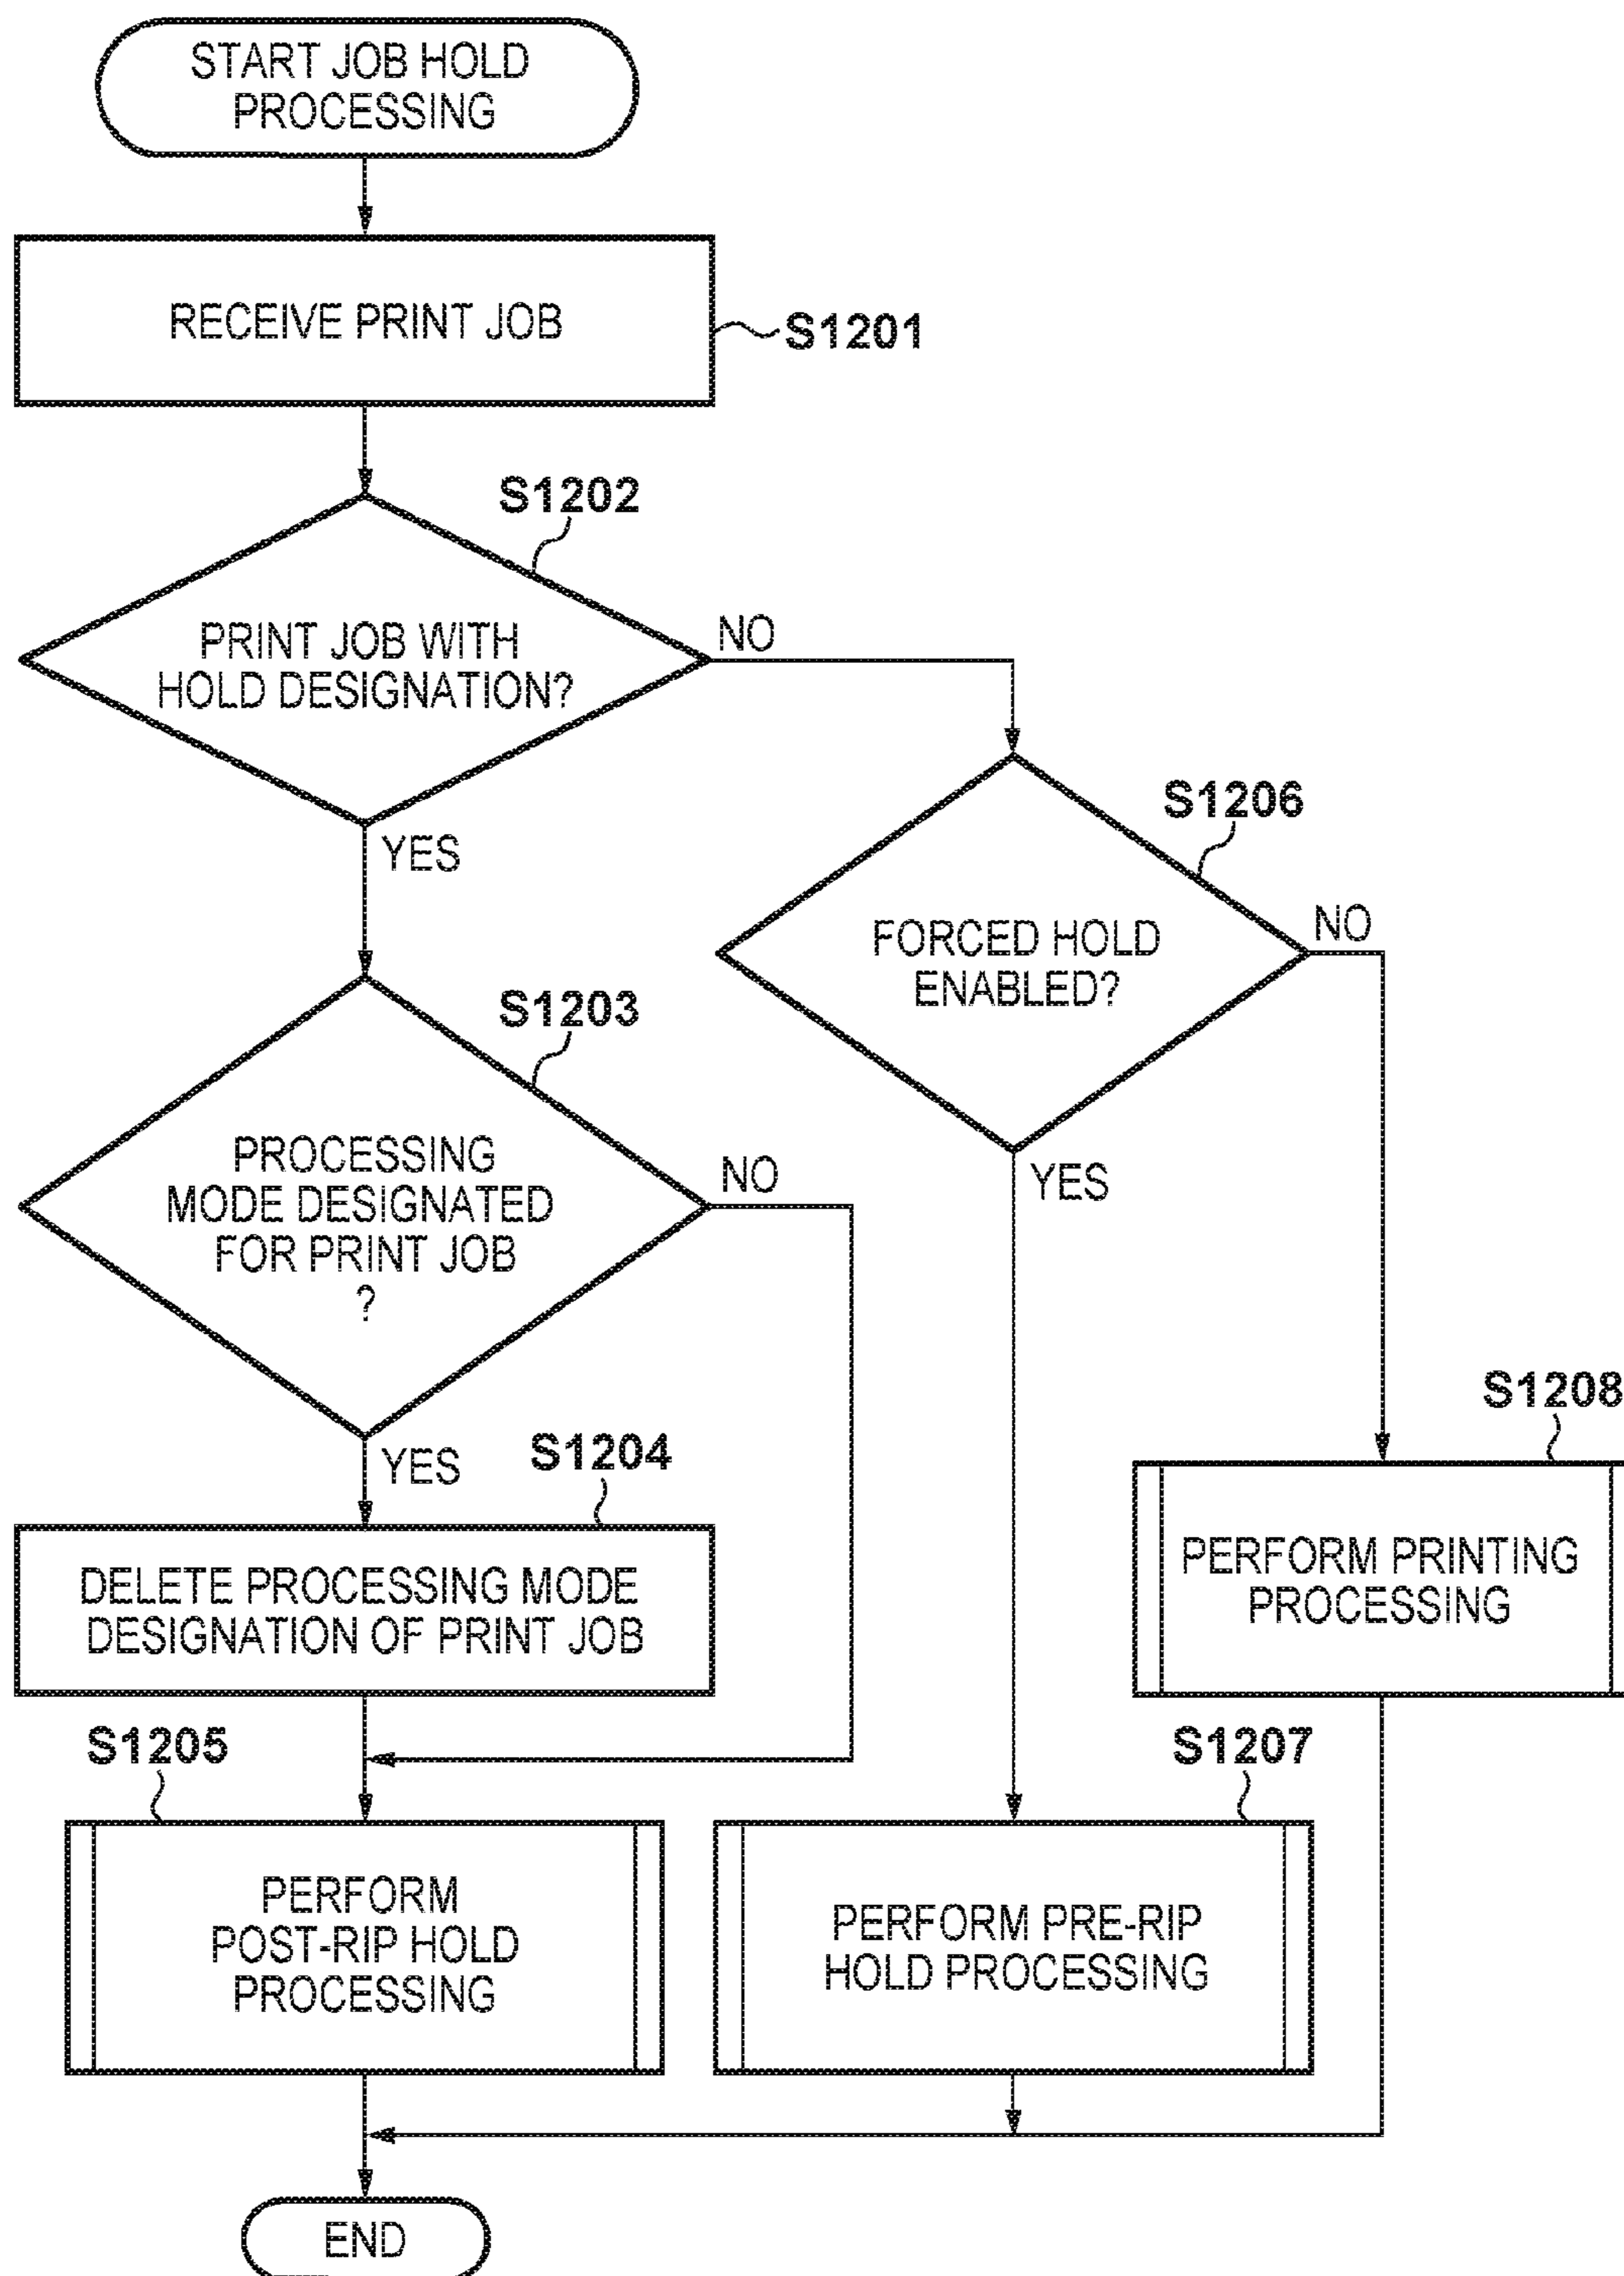 START JOB HOLD
PROCESSING
RECEIVE PRINT JOB
S1201
S1202
PRINT JOB WITH
HOLD DESIGNATION?
NO
YES
S1206
FORCED HOLD
ENABLED?
NO
YES
S1203
PROCESSING
MODE DESIGNATED
FOR PRINT JOB
?
NO
YES
S1204
DELETE PROCESSING MODE
DESIGNATION OF PRINT JOB
S1208
PERFORM PRINTING
PROCESSING
S1205
PERFORM
POST-RIP HOLD
PROCESSING
S1207
PERFORM PRE-RIP
HOLD PROCESSING
END